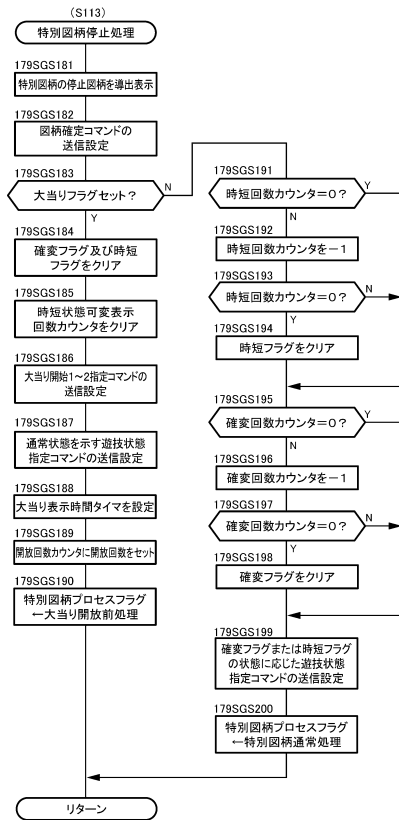 (S113)
特別図柄停止処理
179SGS181
特別図柄の停止図柄を導出表示
179SGS182
図柄確定コマンドの
送信設定
179SGS183
大当りフラグセット？
N
Y
179SGS184
確変フラグ及び時短
フラグをクリア
179SGS185
時短状態可変表示
回数カウンタをクリア
179SGS186
大当り開始1～2指定コマンドの
送信設定
179SGS187
通常状態を示す遊技状態
指定コマンドの送信設定
179SGS188
大当り表示時間タイマを設定
179SGS189
開放回数カウンタに開放回数をセット
179SGS190
特別図柄プロセスフラグ
←大当り開放前処理
リターン
179SGS191
時短回数カウンタ＝0？
Y
N
179SGS192
時短回数カウンタを－1
179SGS193
時短回数カウンタ＝0？
N
Y
179SGS194
時短フラグをクリア
179SGS195
確変回数カウンタ＝0？
Y
N
179SGS196
確変回数カウンタを－1
179SGS197
確変回数カウンタ＝0？
N
Y
179SGS198
確変フラグをクリア
179SGS199
確変フラグまたは時短フラグ
の状態に応じた遊技状態
指定コマンドの送信設定
179SGS200
特別図柄プロセスフラグ
←特別図柄通常処理